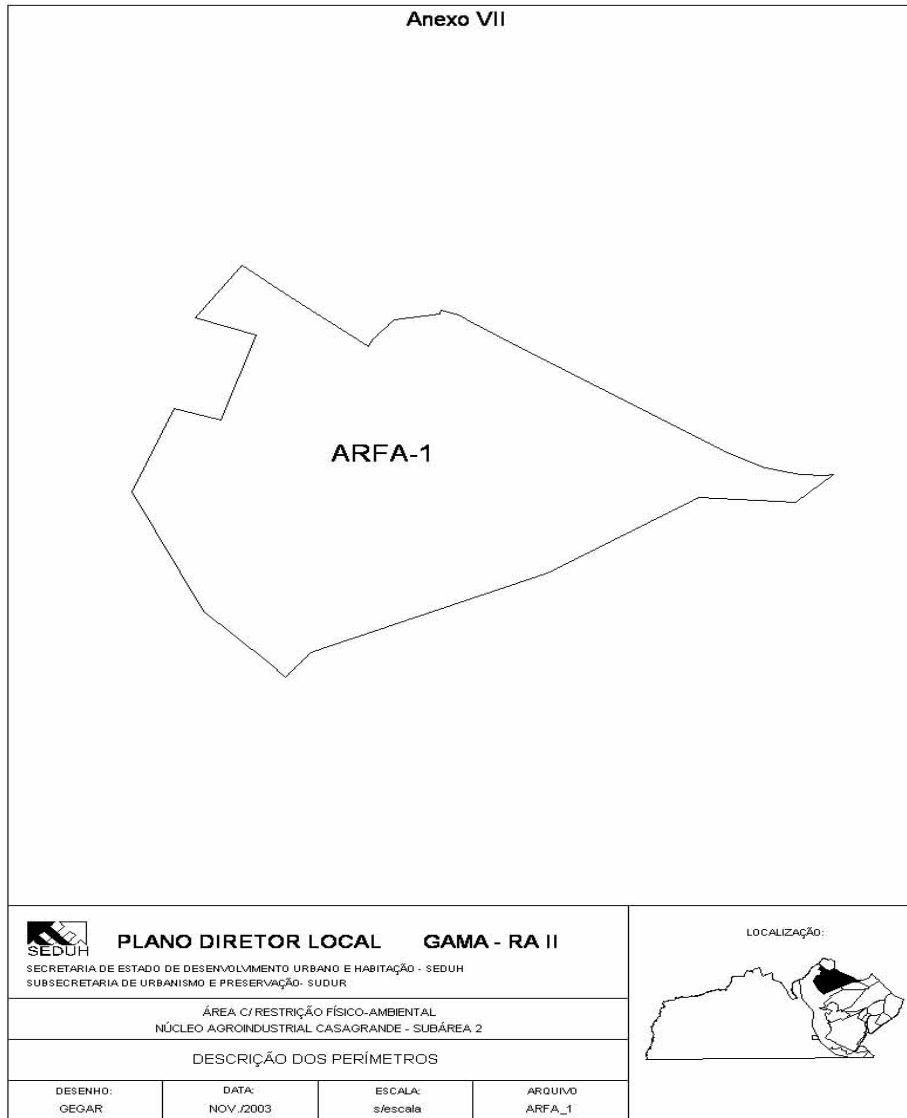 Anexo VII
ARFA-1
SEDUH
PLANO DIRETOR LOCAL GAMA - RA II
SECRETARIA DE ESTADO DE DESENVOLVIMENTO URBANO E HABITAÇÃO - SEDUH
SUBSECRETARIA DE URBANISMO E PRESERVAÇÃO- SUDUR
ÁREA C/ RESTRIÇÃO FÍSICO-AMBIENTAL
NÚCLEO AGROINDUSTRIAL CASAGRANDE - SUBÁREA 2
DESCRIÇÃO DOS PERÍMETROS
DESENHO:
GEGAR
DATA:
NOV./2003
ESCALA:
s/escala
ARQUIVO
ARFA_1
LOCALIZAÇÃO: